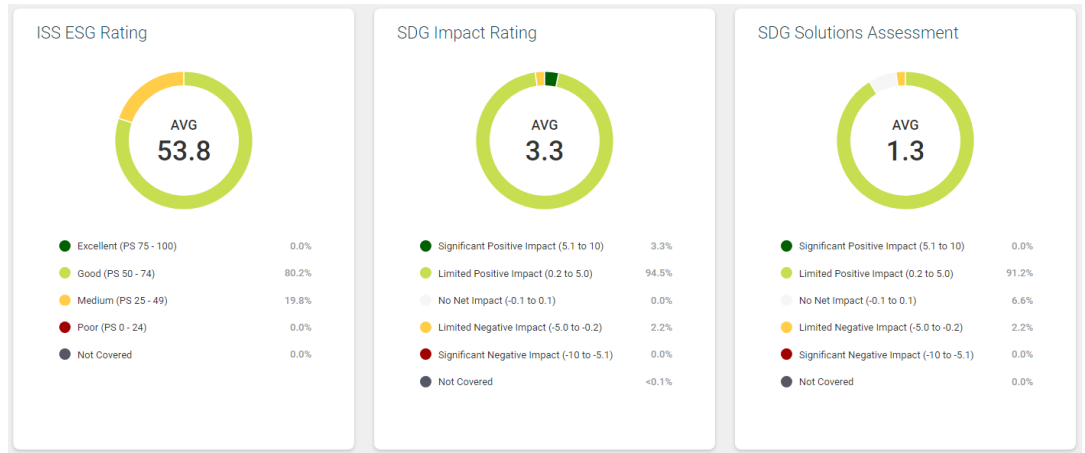 ISS ESG Rating
AVG
53.8
Excellent (PS 75 - 100) 0.0%
Good (PS 50 - 74) 80.2%
Medium (PS 25 - 49) 19.8%
Poor (PS 0 - 24) 0.0%
Not Covered 0.0%
SDG Impact Rating
AVG
3.3
Significant Positive Impact (5.1 to 10) 3.3%
Limited Positive Impact (0.2 to 5.0) 94.5%
No Net Impact (-0.1 to 0.1) 0.0%
Limited Negative Impact (-5.0 to -0.2) 2.2%
Significant Negative Impact (-10 to -5.1) 0.0%
Not Covered <0.1%
SDG Solutions Assessment
AVG
1.3
Significant Positive Impact (5.1 to 10) 0.0%
Limited Positive Impact (0.2 to 5.0) 91.2%
No Net Impact (-0.1 to 0.1) 6.6%
Limited Negative Impact (-5.0 to -0.2) 2.2%
Significant Negative Impact (-10 to -5.1) 0.0%
Not Covered 0.0%